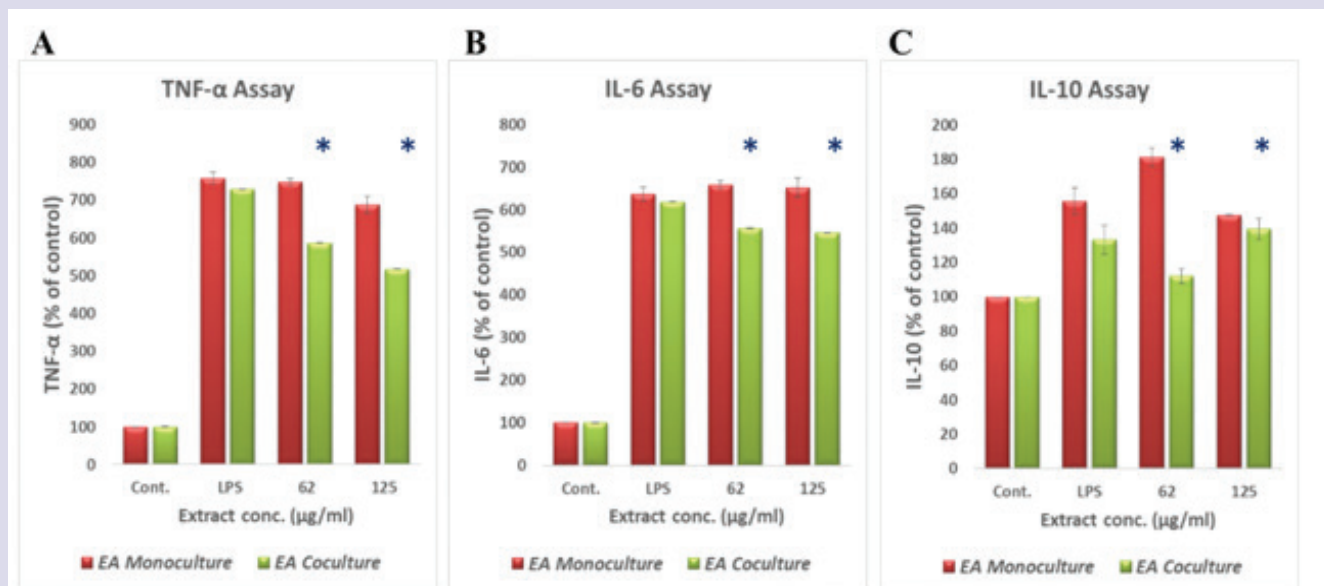 A
TNF-α Assay
TNF-α (% of control)
900
800
700
600
500
400
300
200
100
0
Cont. LPS 62 125
Extract conc. (µg/ml)
EA Monoculture EA Coculture
* *
B
IL-6 Assay
IL-6 (% of control)
800
700
600
500
400
300
200
100
0
Cont. LPS 62 125
Extract conc. (µg/ml)
EA Monoculture EA Coculture
* *
C
IL-10 Assay
IL-10 (% of control)
200
180
160
140
120
100
80
60
40
20
0
Cont. LPS 62 125
Extract conc. (µg/ml)
EA Monoculture EA Coculture
* *